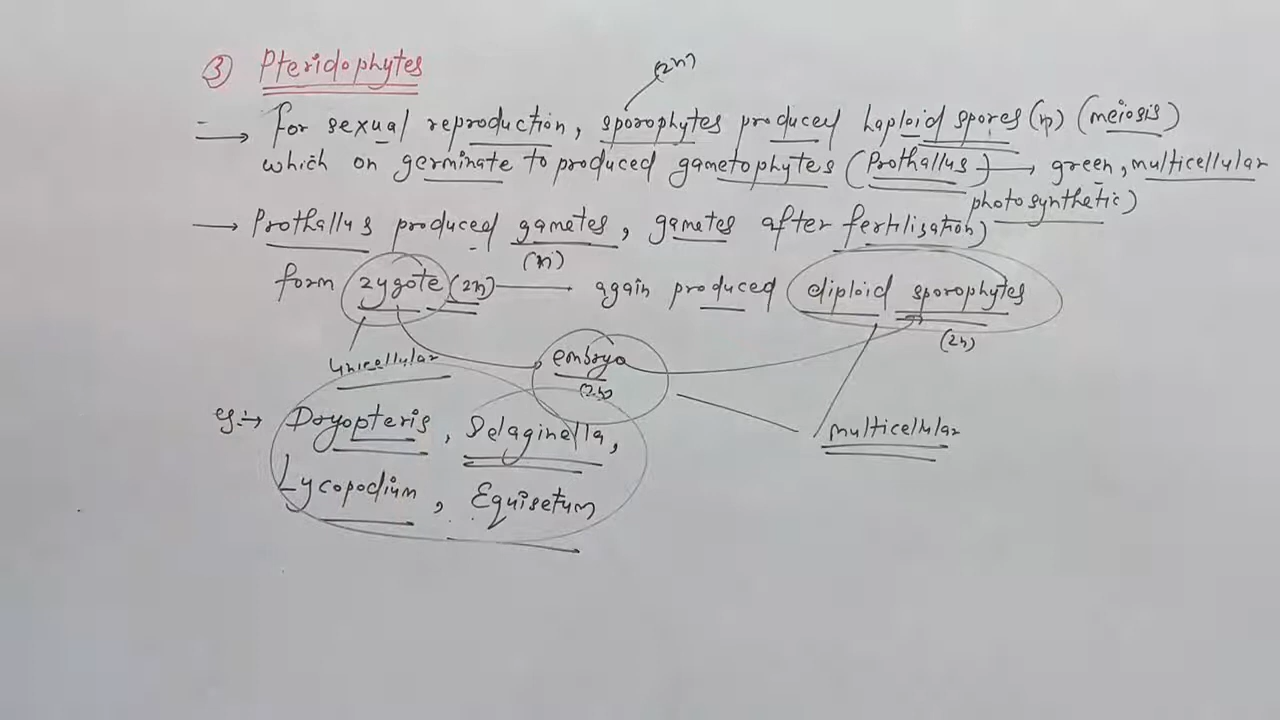 ③ Pteridophytes
(2n)
→ For sexual reproduction, sporophytes produced haploid spores (n) (meiosis)
which on germinate to produced gametophytes (Prothallus → green, multicellular
photosynthetic)
→ Prothallus produced gametes, gametes after fertilisation)
(n)
form zygote (2n) — again produced diploid sporophytes
(2n)
Unicellular embryo
(2n)
eg:→ Dryopteris, Selaginella, multicellular
Lycopodium, Equisetum